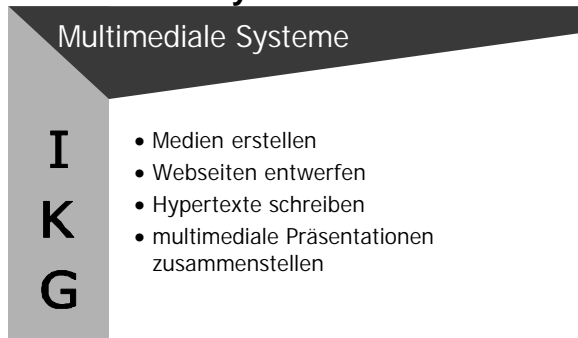 Multimediale Systeme
I
K
G
• Medien erstellen
• Webseiten entwerfen
• Hypertexte schreiben
• multimediale Präsentationen
zusammenstellen